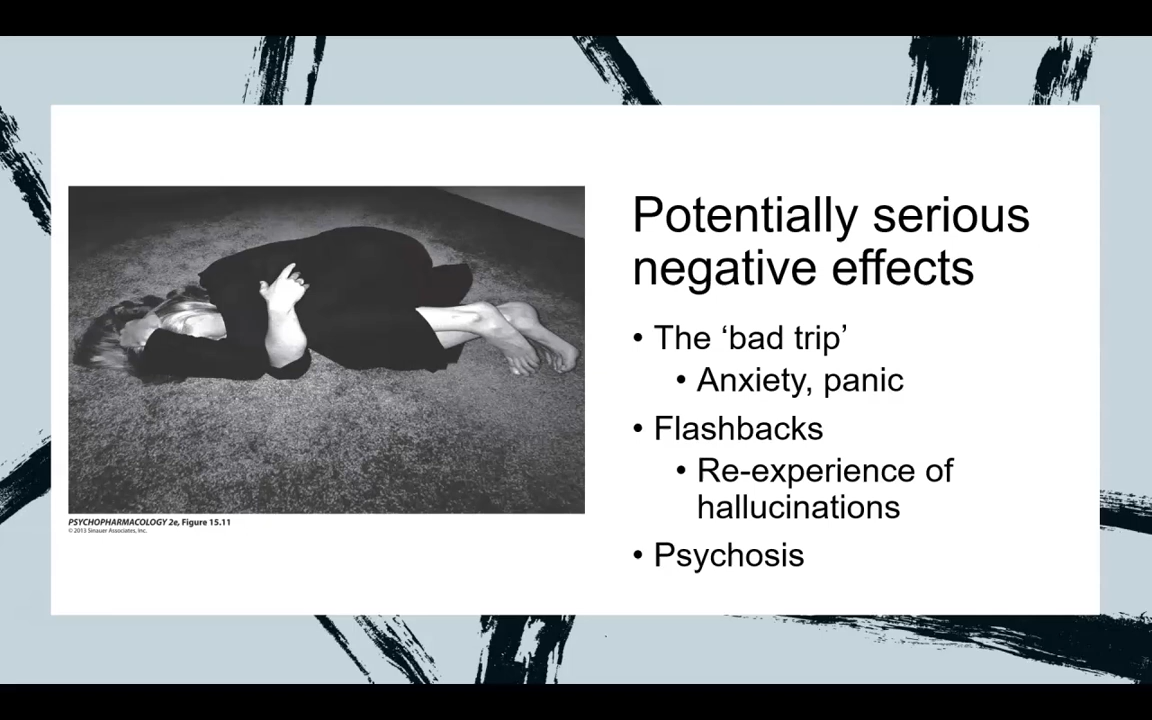 Potentially serious
negative effects
• The ‘bad trip’
• Anxiety, panic
• Flashbacks
• Re-experience of
hallucinations
• Psychosis
PSYCHOPHARMACOLOGY 2e, Figure 15.11
© 2013 Sinauer Associates, Inc.